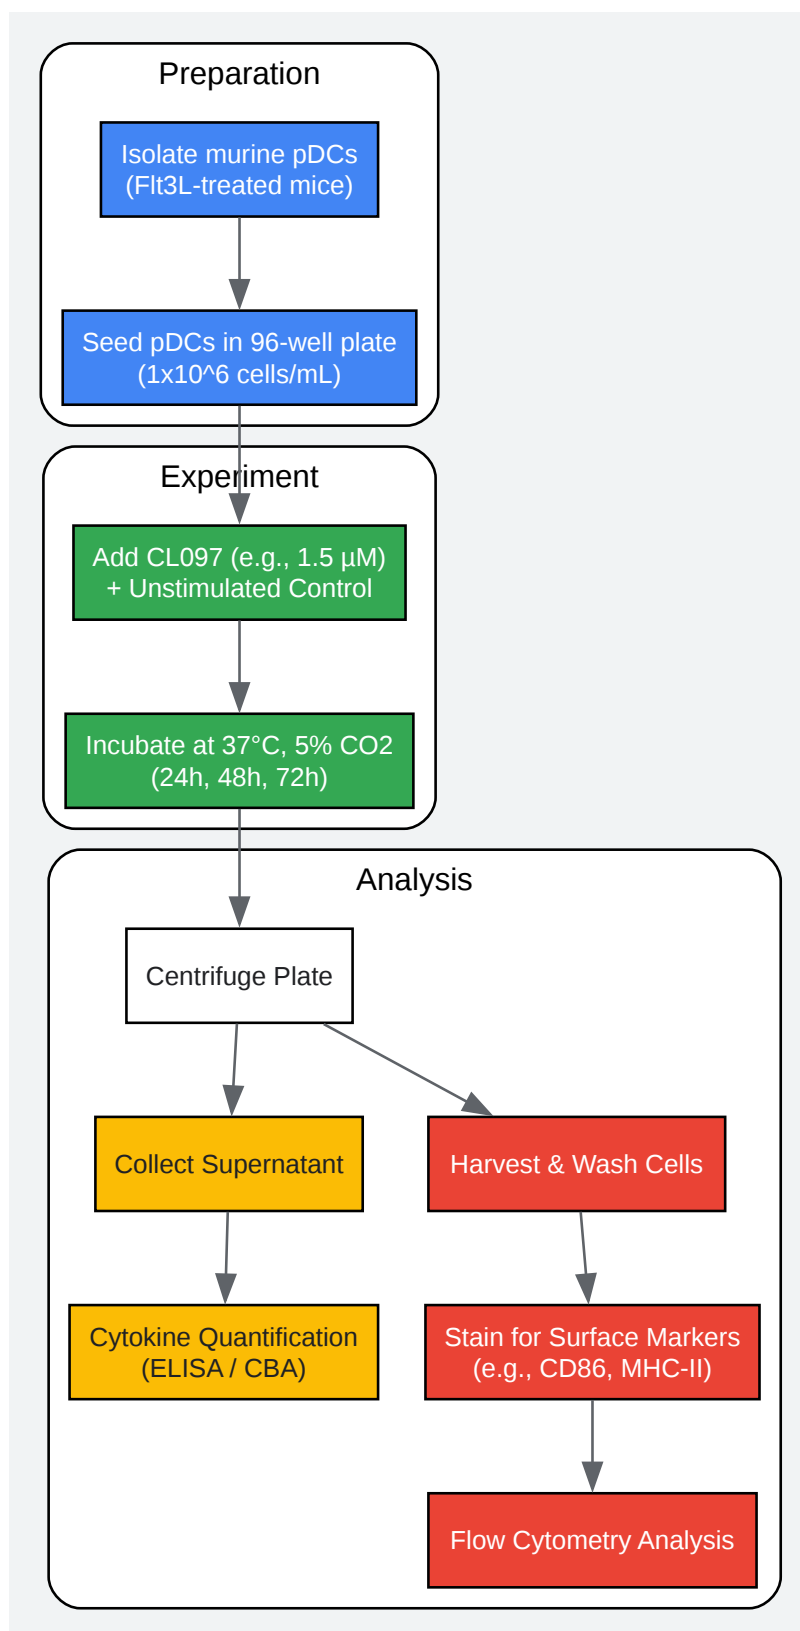 Preparation
Isolate murine pDCs
(Flt3L-treated mice)
Seed pDCs in 96-well plate
(1x10^6 cells/mL)
Experiment
Add CL097 (e.g., 1.5 µM)
+ Unstimulated Control
Incubate at 37°C, 5% CO2
(24h, 48h, 72h)
Analysis
Centrifuge Plate
Collect Supernatant
Harvest & Wash Cells
Cytokine Quantification
(ELISA / CBA)
Stain for Surface Markers
(e.g., CD86, MHC-II)
Flow Cytometry Analysis